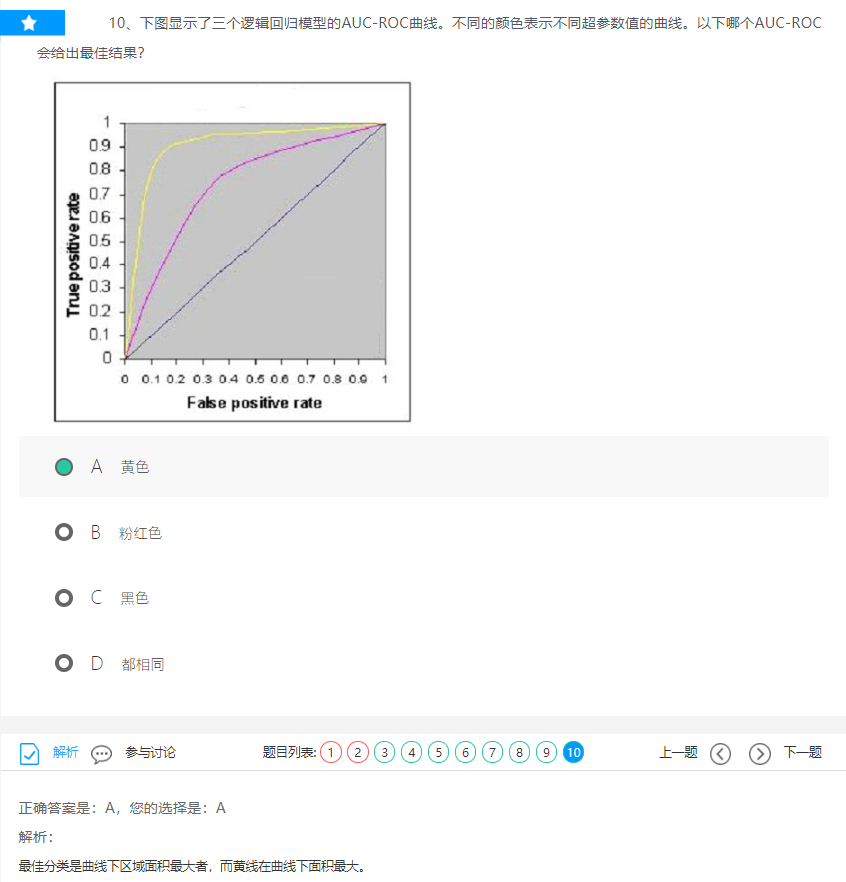 10、下图显示了三个逻辑回归模型的AUC-ROC曲线。不同的颜色表示不同超参数值的曲线。以下哪个AUC-ROC
会给出最佳结果?
1
0.9
0.8
0.7
0.6
0.5
0.4
0.3
0.2
0.1
0
True positive rate
0 0.1 0.2 0.3 0.4 0.5 0.6 0.7 0.8 0.9 1
False positive rate
A 黄色
B 粉红色
C 黑色
D 都相同
解析 参与讨论 题目列表: 1 2 3 4 5 6 7 8 9 10 上一题 下一题
正确答案是：A，您的选择是：A
解析：
最佳分类是曲线下区域面积最大者，而黄线在曲线下面积最大。